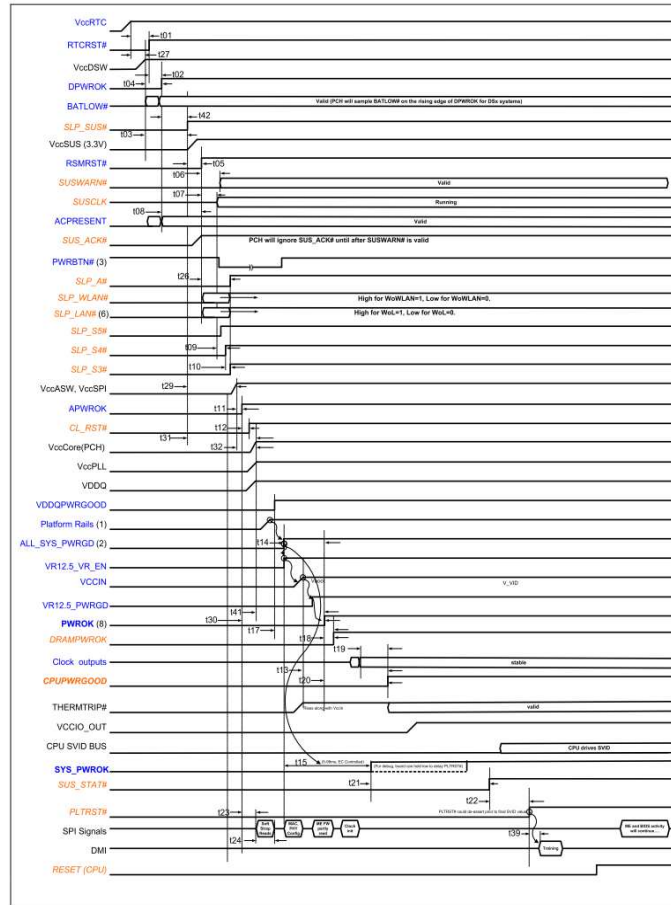 VccRTC
t01
RTCRST#
t27
VccDSW
t02
t04
DPWROK
BATLOW#
Valid (PCH will sample BATLOW# on the rising edge of DPWROK for DSx systems)
t42
SLP_SUS#
t03
VccSUS (3.3V)
RSMRST#
t05
t06
SUSWARN#
Valid
t07
SUSCLK
Running
t08
ACPRESENT
Valid
SUS_ACK#
PCH will ignore SUS_ACK# until after SUSWARN# is valid
PWRBTN# (3)
t26
SLP_A#
SLP_WLAN#
High for WoWLAN=1, Low for WoWLAN=0.
SLP_LAN# (6)
High for WoL=1, Low for WoL=0.
SLP_S5#
t09
SLP_S4#
t10
SLP_S3#
t29
VccASW, VccSPI
APWROK
t11
CL_RST#
t12
t31
t32
VccCore(PCH)
VccPLL
VDDQ
VDDQPWRGOOD
Platform Rails (1)
ALL_SYS_PWRGD (2)
t14
VR12.5_VR_EN
VCCIN
V_VID
VR12.5_PWRGD
t41
t30
PWROK (8)
t17
t18
DRAMPWROK
t19
Clock outputs
stable
t13
t20
CPUPWRGOOD
THERMTRIP#
valid
VCCIO_OUT
CPU SVID BUS
CPU drives SVID
t15
SYS_PWROK
t21
SUS_STAT#
t22
PLTRST#
t23
SPI Signals
Soft Strap Reads
t39
t24
DMI
Training
RESET (CPU)